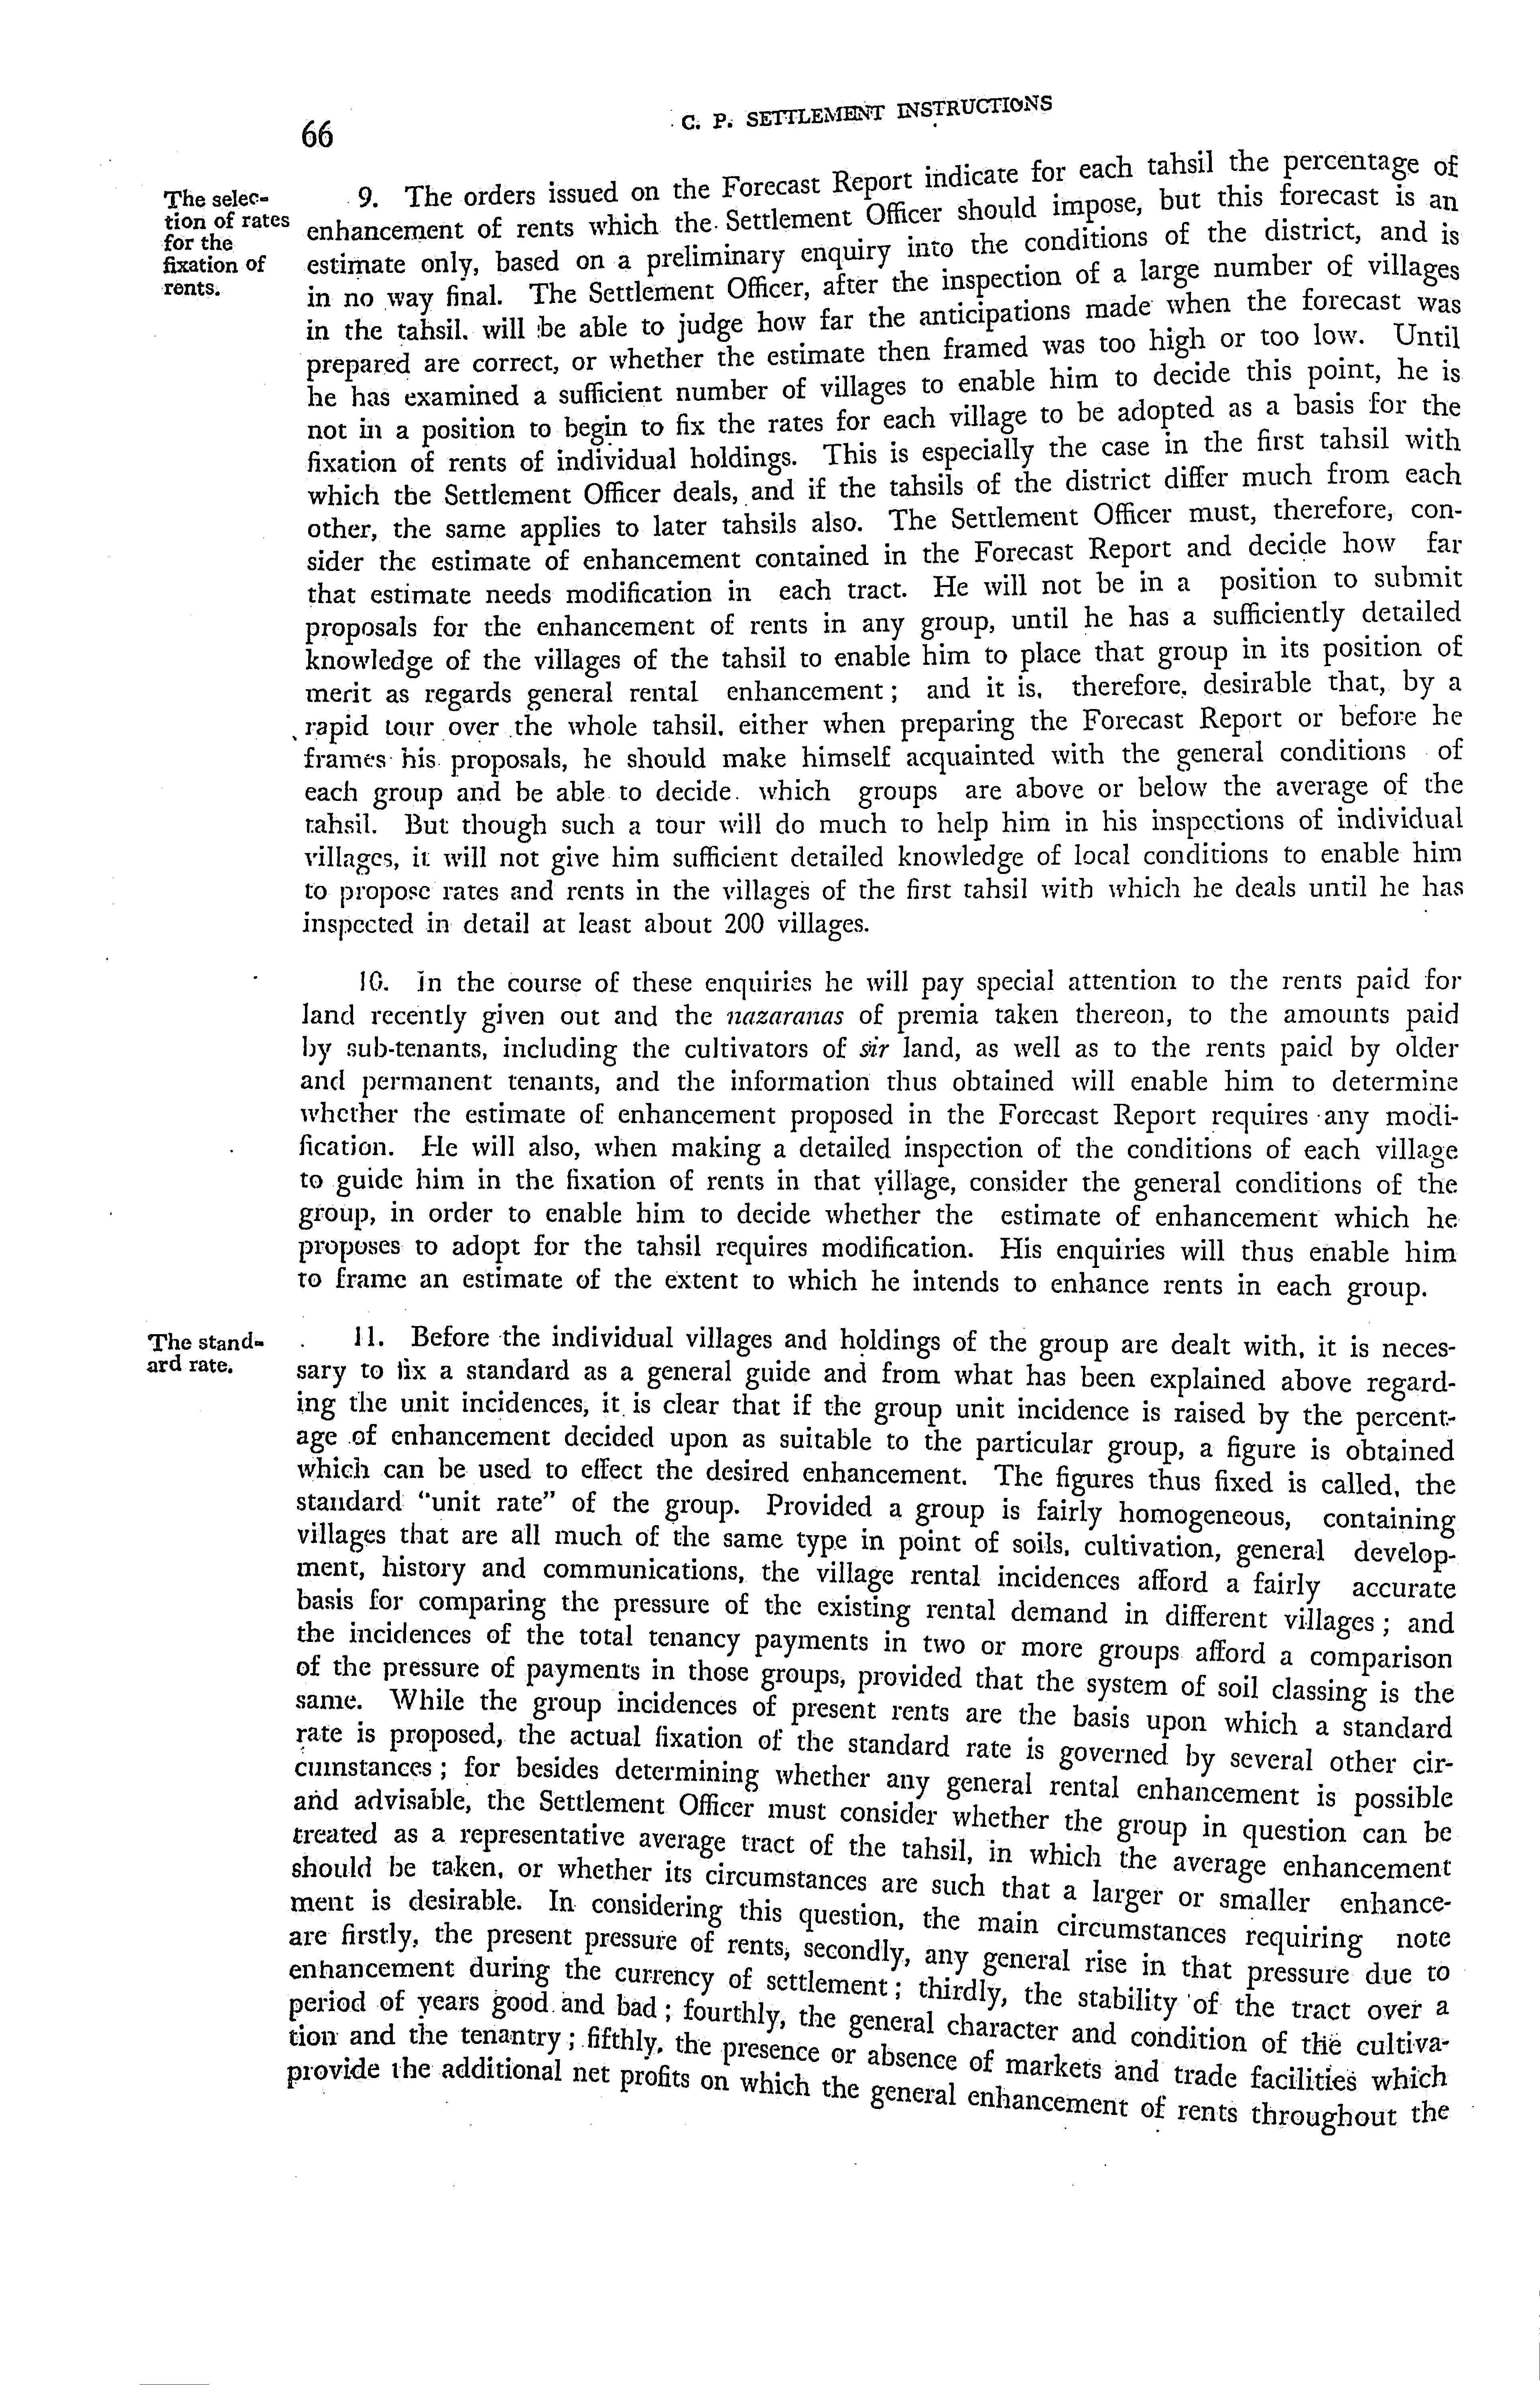 66
C. P. SETTLEMENT INSTRUCTIONS
The selec-
tion of rates
for the
fixation of
rents.
9. The orders issued on the Forecast Report indicate for each tahsil the percentage of
enhancement of rents which the Settlement Officer should impose, but this forecast is an
estimate only, based on a preliminary enquiry into the conditions of the district, and is
in no way final. The Settlement Officer, after the inspection of a large number of villages
in the tahsil, will be able to judge how far the anticipations made when the forecast was
prepared are correct, or whether the estimate then framed was too high or too low. Until
he has examined a sufficient number of villages to enable him to decide this point, he is
not in a position to begin to fix the rates for each village to be adopted as a basis for the
fixation of rents of individual holdings. This is especially the case in the first tahsil with
which the Settlement Officer deals, and if the tahsils of the district differ much from each
other, the same applies to later tahsils also. The Settlement Officer must, therefore, con-
sider the estimate of enhancement contained in the Forecast Report and decide how far
that estimate needs modification in each tract. He will not be in a position to submit
proposals for the enhancement of rents in any group, until he has a sufficiently detailed
knowledge of the villages of the tahsil to enable him to place that group in its position of
merit as regards general rental enhancement; and it is, therefore, desirable that, by a
rapid tour over the whole tahsil, either when preparing the Forecast Report or before he
frames his proposals, he should make himself acquainted with the general conditions of
each group and be able to decide which groups are above or below the average of the
tahsil. But though such a tour will do much to help him in his inspections of individual
villages, it will not give him sufficient detailed knowledge of local conditions to enable him
to propose rates and rents in the villages of the first tahsil with which he deals until he has
inspected in detail at least about 200 villages.
10. In the course of these enquiries he will pay special attention to the rents paid for
land recently given out and the nazaranas of premia taken thereon, to the amounts paid
by sub-tenants, including the cultivators of sir land, as well as to the rents paid by older
and permanent tenants, and the information thus obtained will enable him to determine
whether the estimate of enhancement proposed in the Forecast Report requires any modi-
fication. He will also, when making a detailed inspection of the conditions of each village
to guide him in the fixation of rents in that village, consider the general conditions of the
group, in order to enable him to decide whether the estimate of enhancement which he
proposes to adopt for the tahsil requires modification. His enquiries will thus enable him
to frame an estimate of the extent to which he intends to enhance rents in each group.
The stand-
ard rate.
11. Before the individual villages and holdings of the group are dealt with, it is neces-
sary to fix a standard as a general guide and from what has been explained above regard-
ing the unit incidences, it is clear that if the group unit incidence is raised by the percent-
age of enhancement decided upon as suitable to the particular group, a figure is obtained
which can be used to effect the desired enhancement. The figures thus fixed is called, the
standard "unit rate" of the group. Provided a group is fairly homogeneous, containing
villages that are all much of the same type in point of soils, cultivation, general develop-
ment, history and communications, the village rental incidences afford a fairly accurate
basis for comparing the pressure of the existing rental demand in different villages; and
the incidences of the total tenancy payments in two or more groups afford a comparison
of the pressure of payments in those groups, provided that the system of soil classing is the
same. While the group incidences of present rents are the basis upon which a standard
rate is proposed, the actual fixation of the standard rate is governed by several other cir-
cumstances; for besides determining whether any general rental enhancement is possible
and advisable, the Settlement Officer must consider whether the group in question can be
treated as a representative average tract of the tahsil, in which the average enhancement
should be taken, or whether its circumstances are such that a larger or smaller enhance-
ment is desirable. In considering this question, the main circumstances requiring note
are firstly, the present pressure of rents, secondly, any general rise in that pressure due to
enhancement during the currency of settlement; thirdly, the stability of the tract over a
period of years good and bad; fourthly, the general character and condition of the cultiva-
tion and the tenantry; fifthly, the presence or absence of markets and trade facilities which
provide the additional net profits on which the general enhancement of rents throughout the